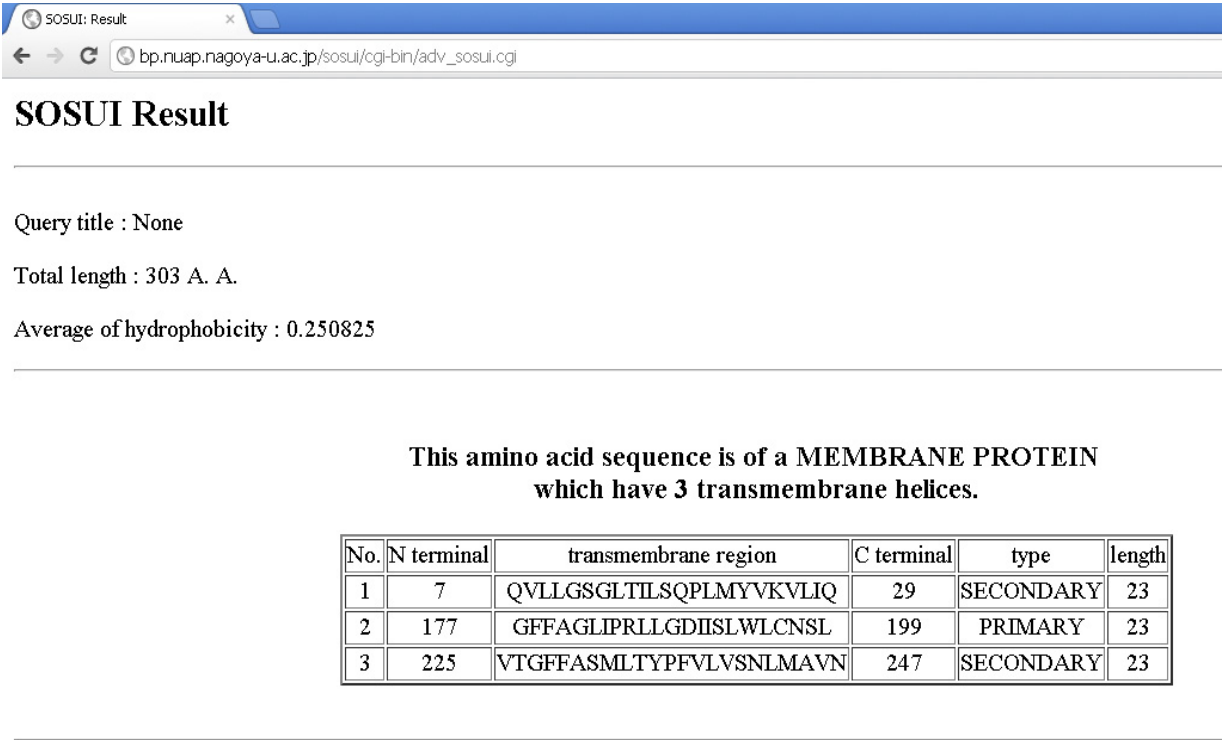 SOSUI: Result
bp.nuap.nagoya-u.ac.jp/sosui/cgi-bin/adv_sosui.cgi
SOSUI Result
Query title : None
Total length : 303 A. A.
Average of hydrophobicity : 0.250825
This amino acid sequence is of a MEMBRANE PROTEIN
which have 3 transmembrane helices.
No. N terminal transmembrane region C terminal type length
1 7 QVLLGSGLTILSQPLMYVKVLIQ 29 SECONDARY 23
2 177 GFFAGLIPRLLGDIISLWLCNSL 199 PRIMARY 23
3 225 VTGFFASMLTYPFVLVSNLMAVN 247 SECONDARY 23